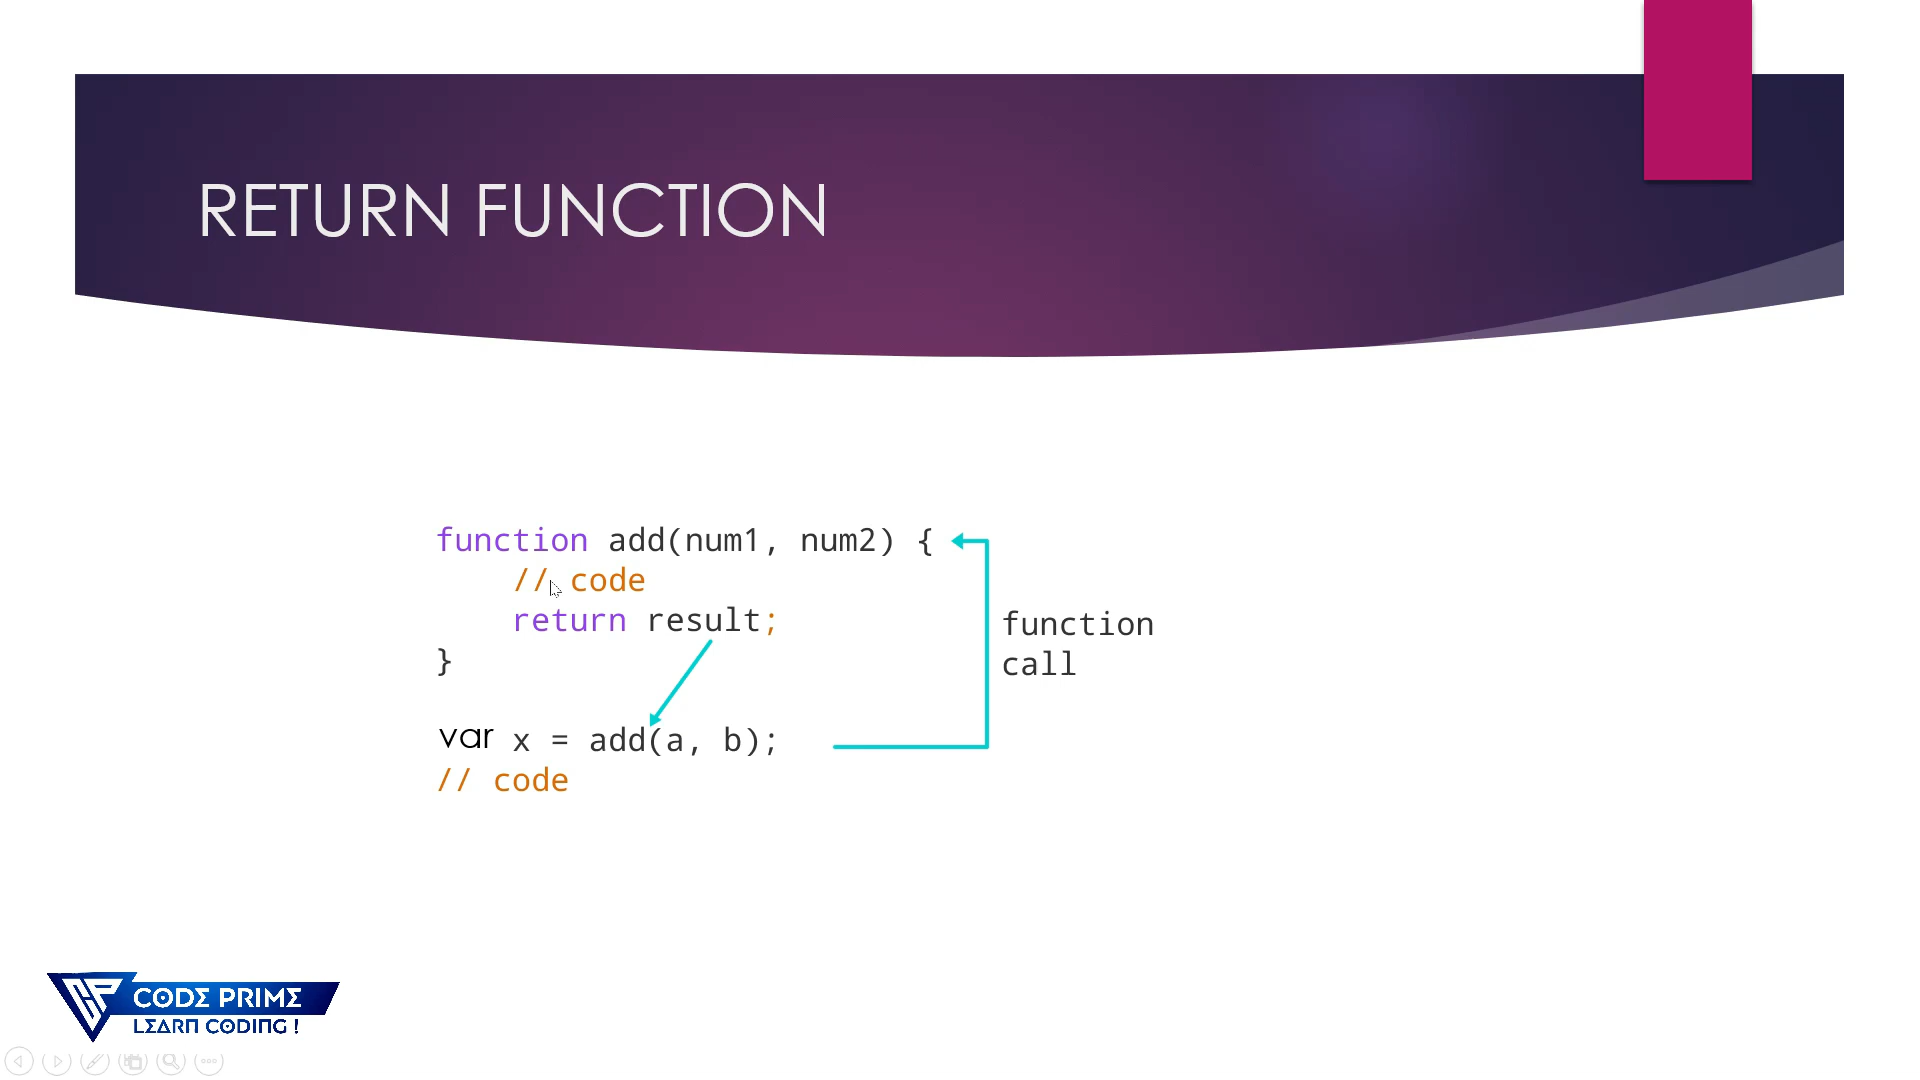 RETURN FUNCTION
function add(num1, num2) {
// code
return result;
}
function
call
var x = add(a, b);
// code
CODE PRIME
LEARN CODING !